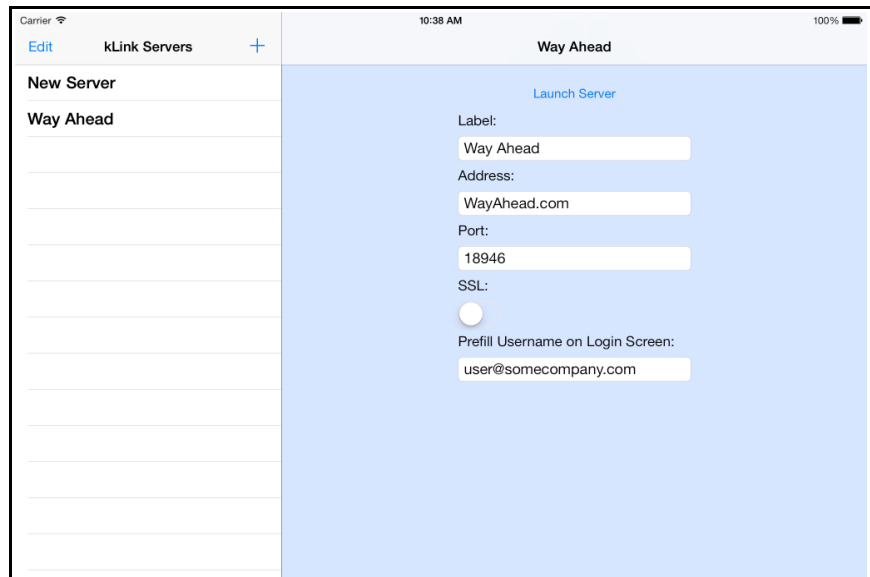 Carrier 10:38 AM 100%
Edit kLink Servers + Way Ahead
New Server
Way Ahead
Launch Server
Label:
Way Ahead
Address:
WayAhead.com
Port:
18946
SSL:
Prefill Username on Login Screen:
user@somecompany.com